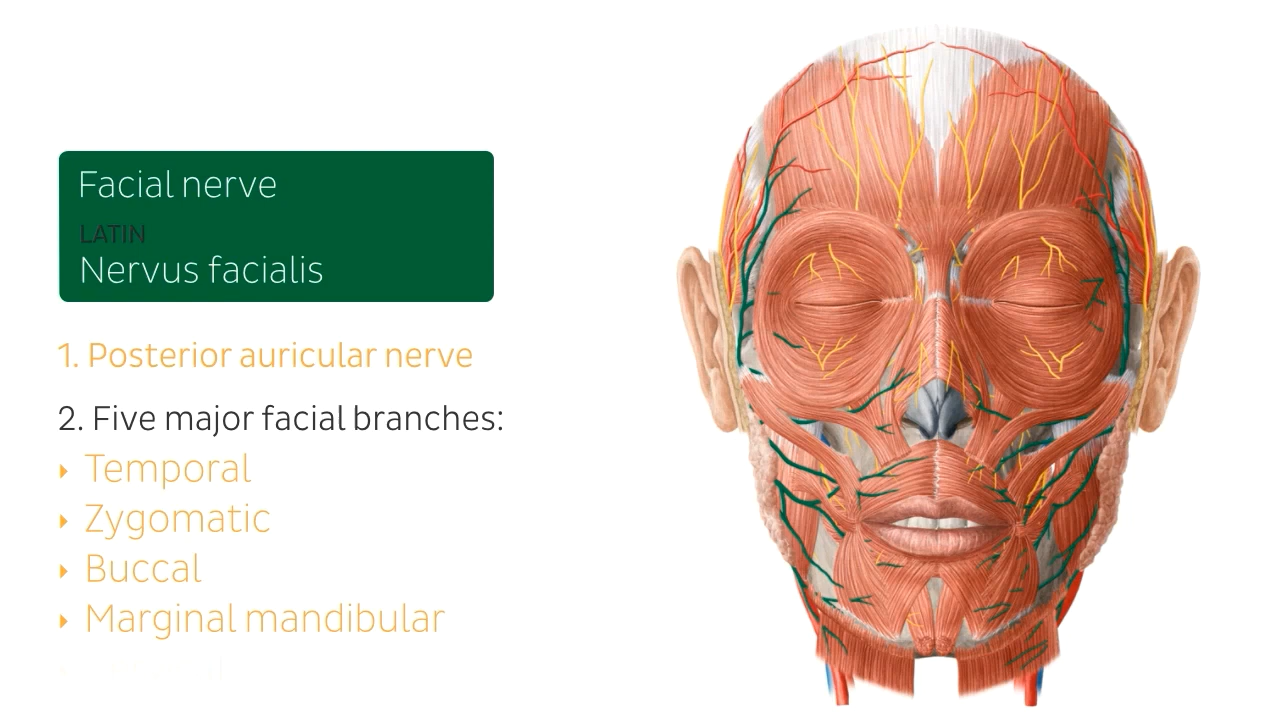 Facial nerve
LATIN
Nervus facialis
1. Posterior auricular nerve
2. Five major facial branches:
Temporal
Zygomatic
Buccal
Marginal mandibular